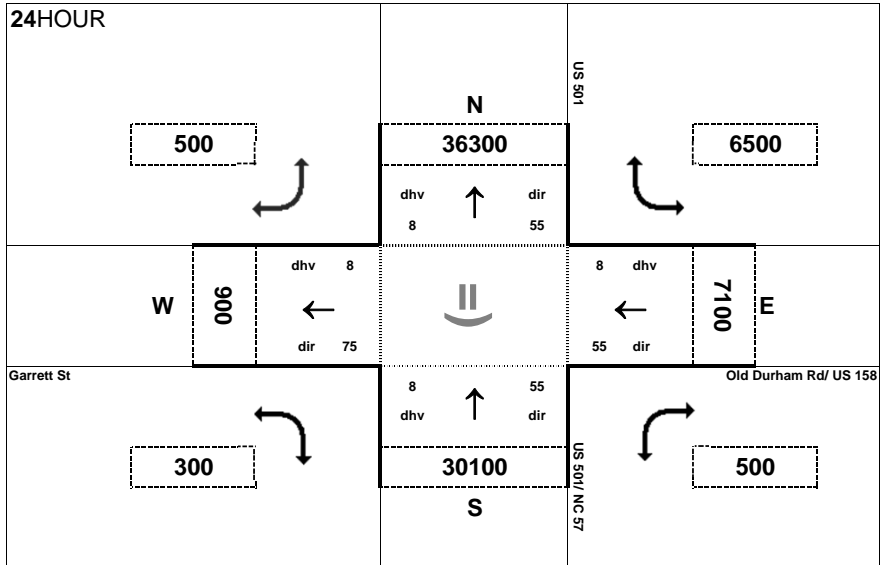 24HOUR
US 501
N
500
36300
6500
dhv
dir
8
55
dhv 8
8 dhv
W
900
7100
E
dir 75
55 dir
Garrett St
Old Durham Rd/ US 158
8
55
dhv
dir
300
30100
US 501/ NC 57
500
S